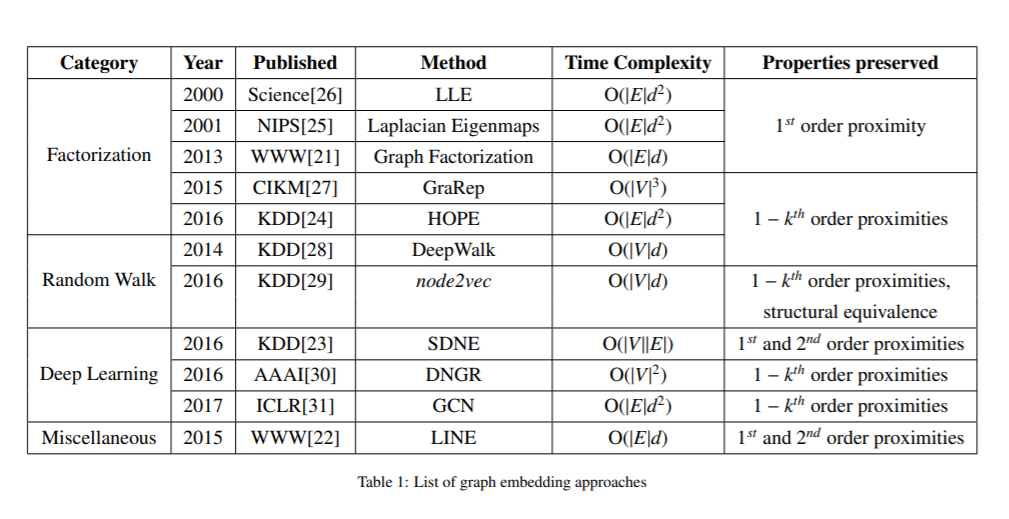 Category Year Published Method Time Complexity Properties preserved
2000 Science[26] LLE O(|E|d²)
2001 NIPS[25] Laplacian Eigenmaps O(|E|d²) 1ˢᵗ order proximity
Factorization 2013 WWW[21] Graph Factorization O(|E|d)
2015 CIKM[27] GraRep O(|V|³)
2016 KDD[24] HOPE O(|E|d²) 1 − kᵗʰ order proximities
2014 KDD[28] DeepWalk O(|V|d)
Random Walk 2016 KDD[29] node2vec O(|V|d) 1 − kᵗʰ order proximities,
structural equivalence
2016 KDD[23] SDNE O(|V||E|) 1ˢᵗ and 2ⁿᵈ order proximities
Deep Learning 2016 AAAI[30] DNGR O(|V|²) 1 − kᵗʰ order proximities
2017 ICLR[31] GCN O(|E|d²) 1 − kᵗʰ order proximities
Miscellaneous 2015 WWW[22] LINE O(|E|d) 1ˢᵗ and 2ⁿᵈ order proximities
Table 1: List of graph embedding approaches